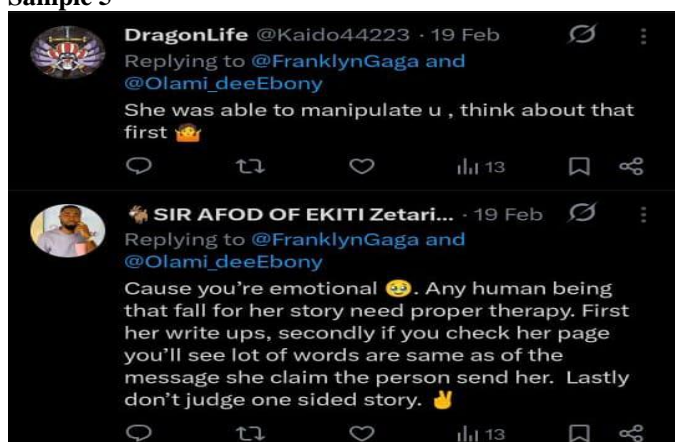 Sample 5
DragonLife @Kaido44223 · 19 Feb
Replying to @FranklynGaga and
@Olami_deeEbony
She was able to manipulate u , think about that
first 🤷
13
🐐SIR AFOD OF EKITI Zetari... · 19 Feb
Replying to @FranklynGaga and
@Olami_deeEbony
Cause you’re emotional 🥹. Any human being
that fall for her story need proper therapy. First
her write ups, secondly if you check her page
you’ll see lot of words are same as of the
message she claim the person send her.  Lastly
don’t judge one sided story. ✌️
13